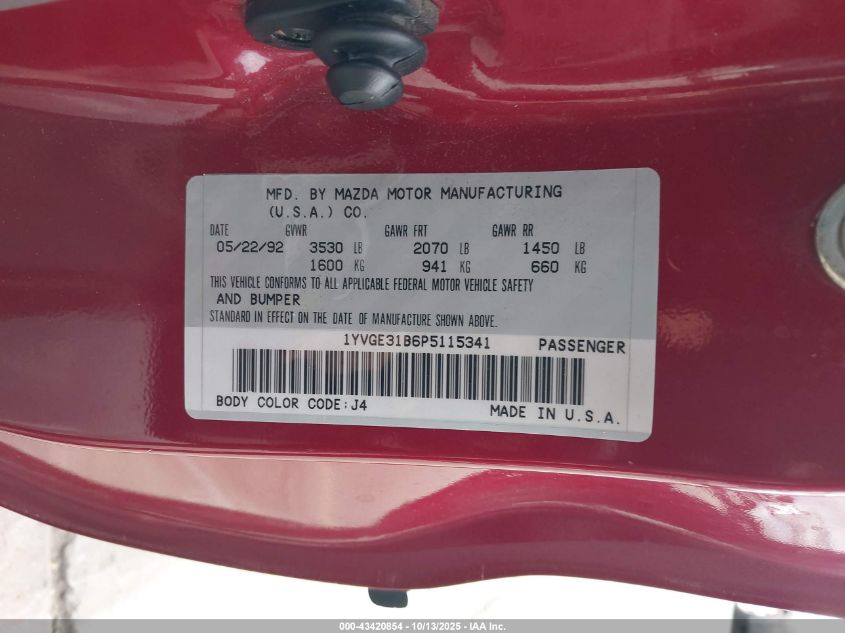 MFD. BY MAZDA MOTOR MANUFACTURING
(U.S.A.) CO.
DATE GVWR GAWR FRT GAWR RR
05/22/92 3530 LB 2070 LB 1450 LB
1600 KG 941 KG 660 KG
THIS VEHICLE CONFORMS TO ALL APPLICABLE FEDERAL MOTOR VEHICLE SAFETY
AND BUMPER
STANDARD IN EFFECT ON THE DATE OF MANUFACTURE SHOWN ABOVE.
1YVGE31B6P5115341 PASSENGER
BODY COLOR CODE:J4 MADE IN U.S.A.
000-43420854 - 10/13/2025 - IAA Inc.